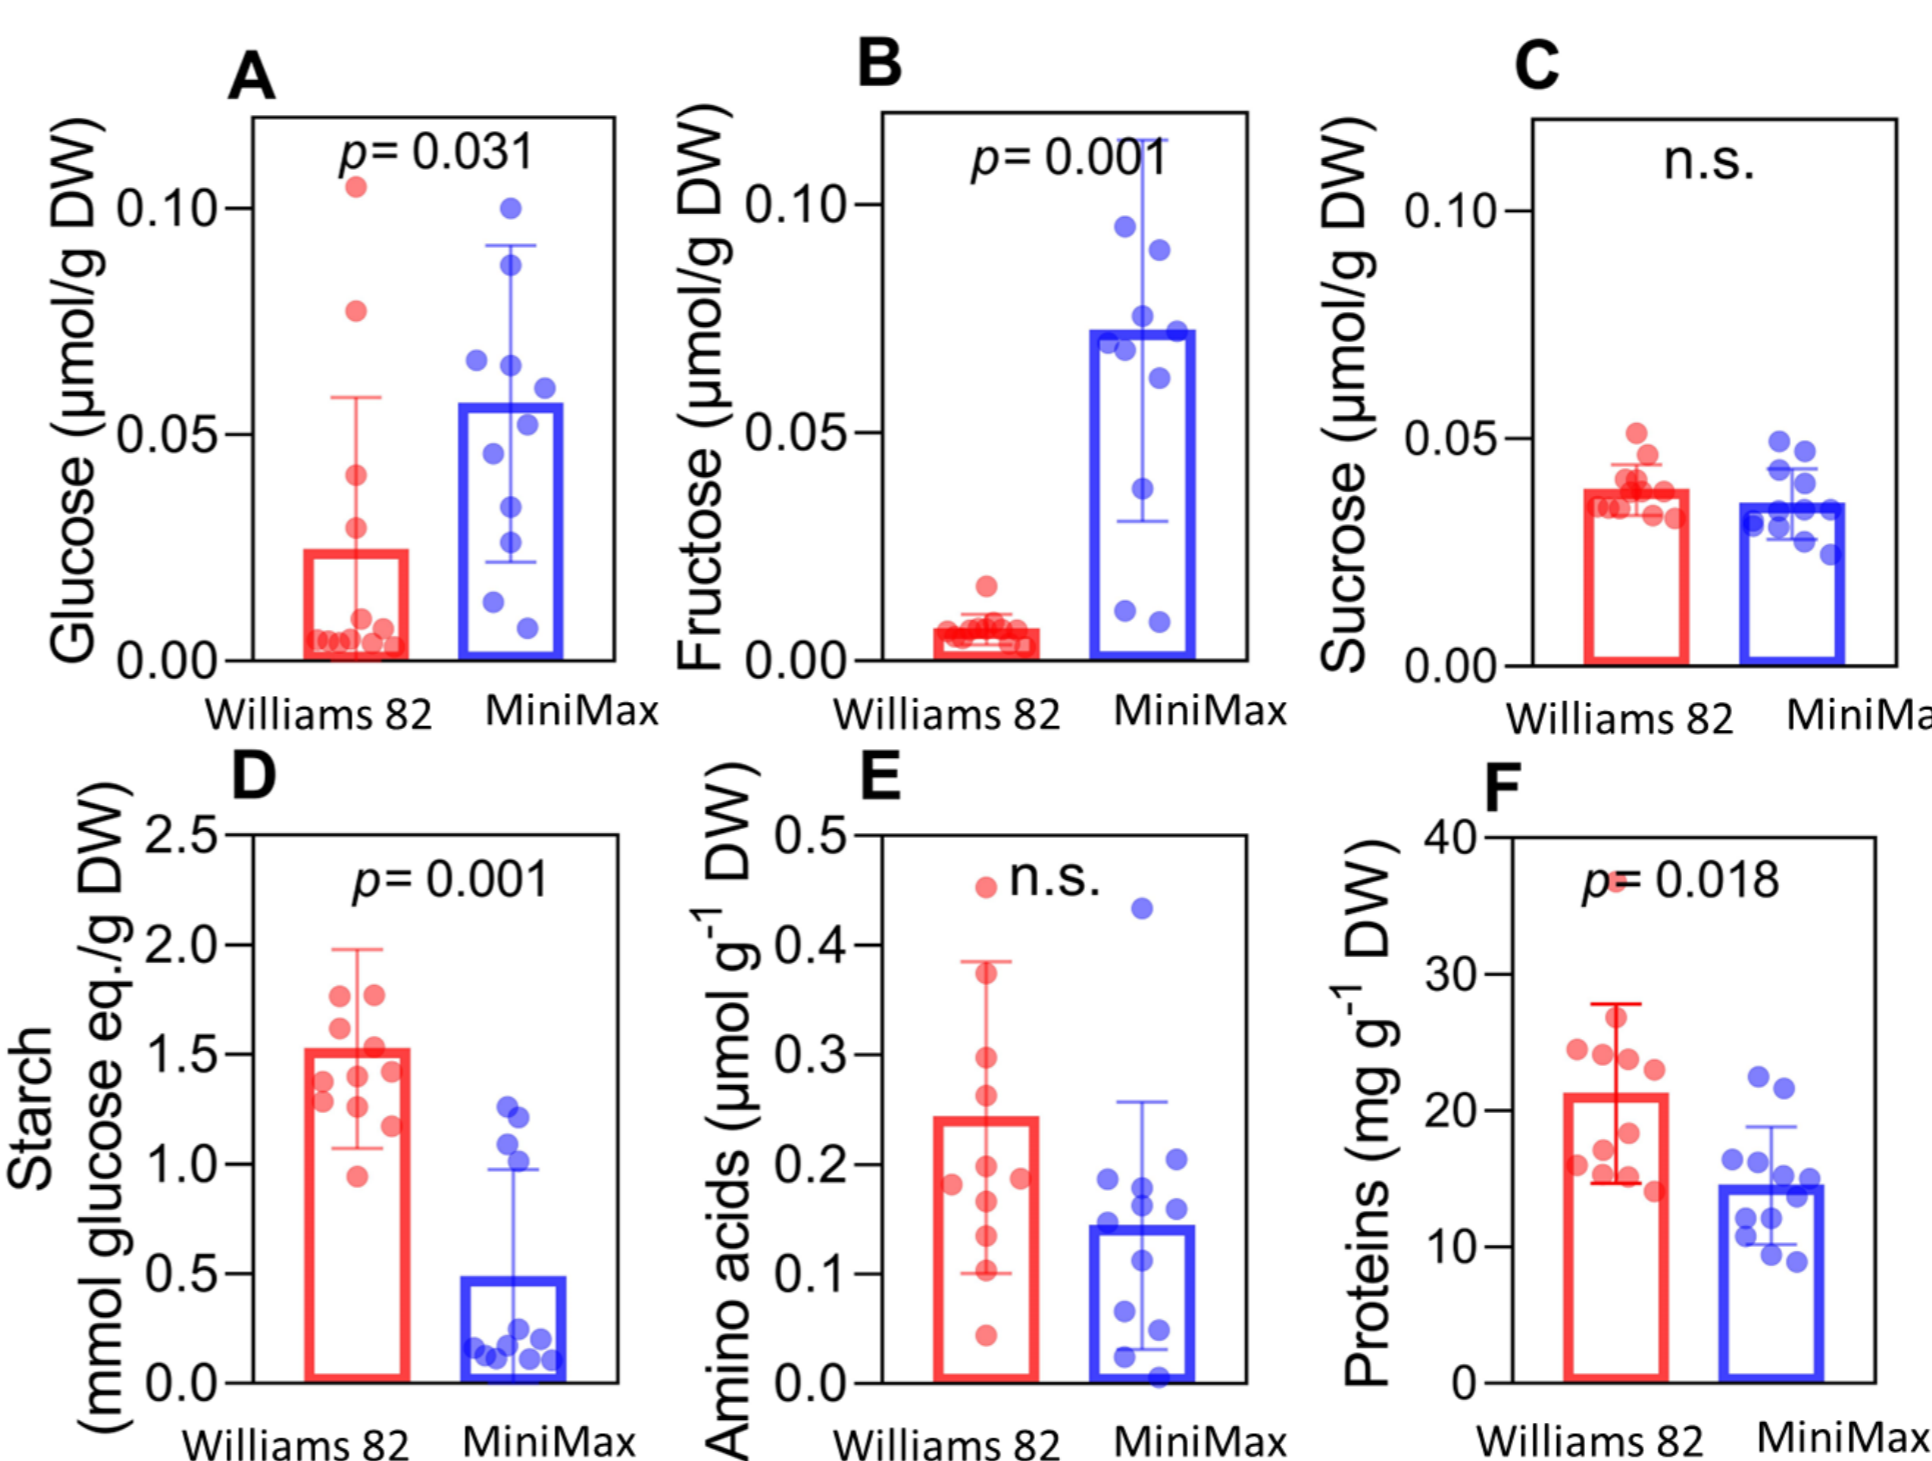 A
Glucose (µmol/g DW)
p= 0.031
0.10
0.05
0.00
Williams 82
MiniMax
B
Fructose (µmol/g DW)
p= 0.001
0.10
0.05
0.00
Williams 82
MiniMax
C
Sucrose (µmol/g DW)
n.s.
0.10
0.05
0.00
Williams 82
MiniMa
D
Starch
(mmol glucose eq./g DW)
p= 0.001
2.5
2.0
1.5
1.0
0.5
0.0
Williams 82
MiniMax
E
Amino acids (µmol g⁻¹ DW)
n.s.
0.5
0.4
0.3
0.2
0.1
0.0
Williams 82
MiniMax
F
Proteins (mg g⁻¹ DW)
p= 0.018
40
30
20
10
0
Williams 82
MiniMax